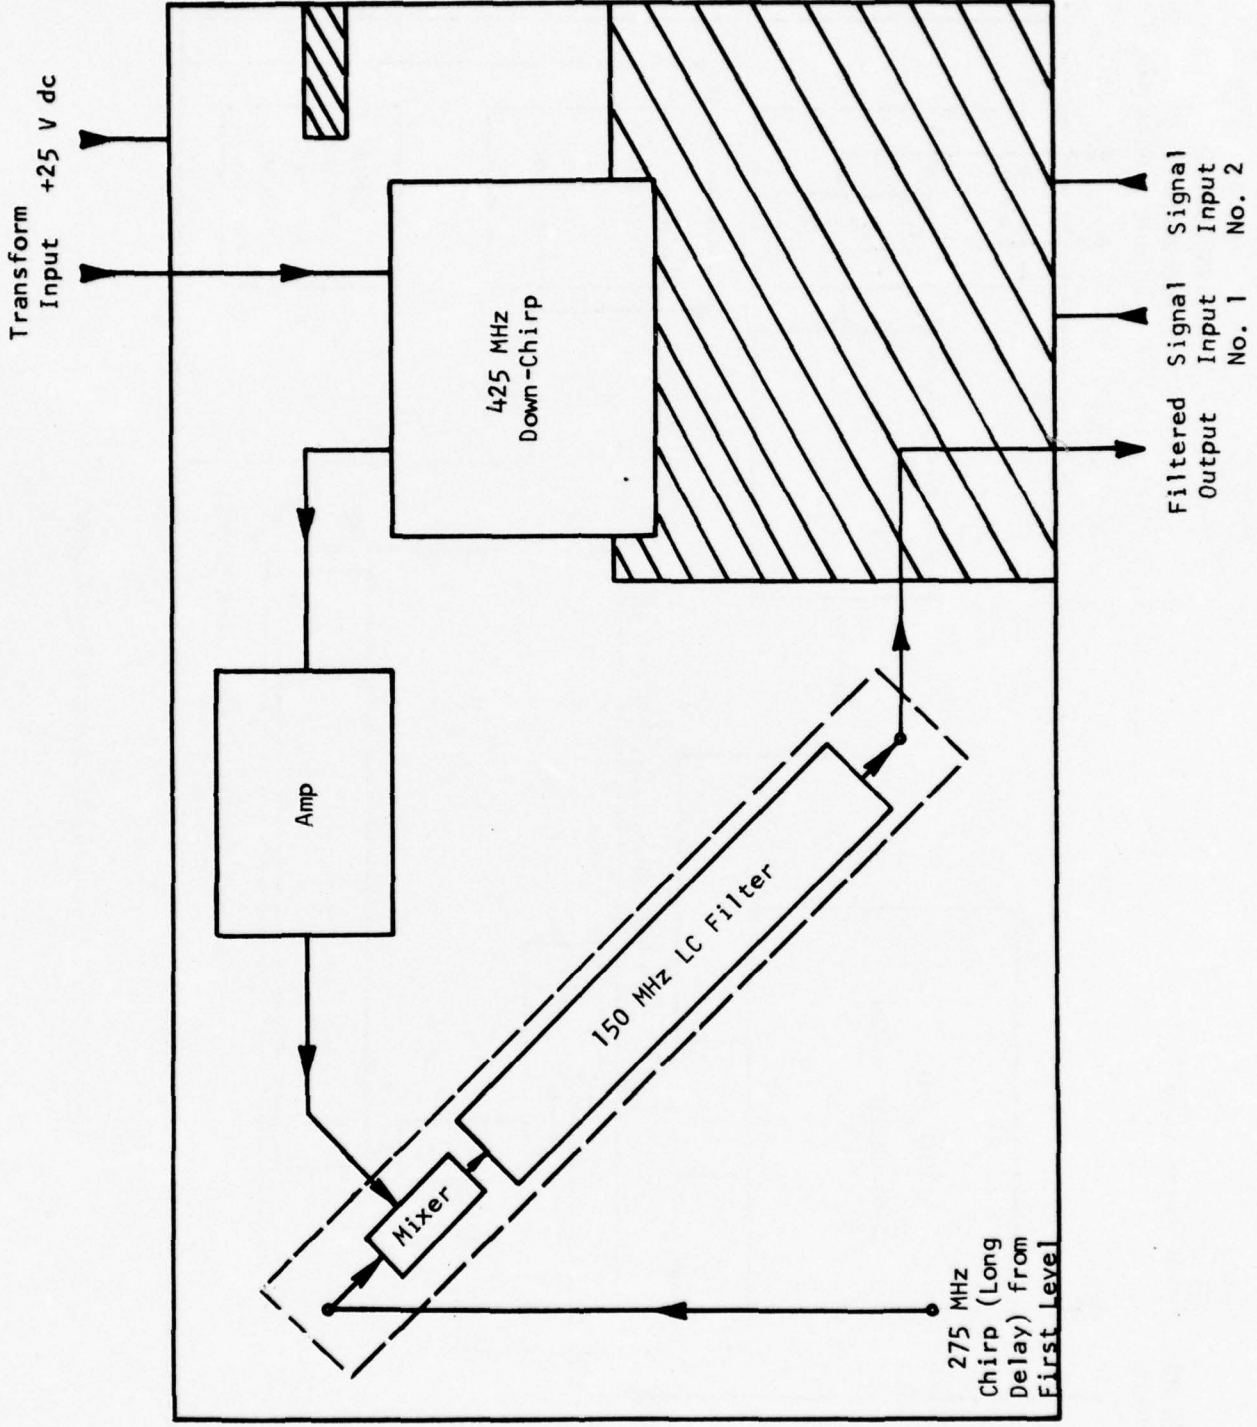 Transform
Input
+25 V dc
425 MHz
Down-Chirp
Amp
Mixer
150 MHz LC Filter
275 MHz
Chirp (Long
Delay) from
First Level
Filtered
Output
Signal
Input
No. 1
Signal
Input
No. 2